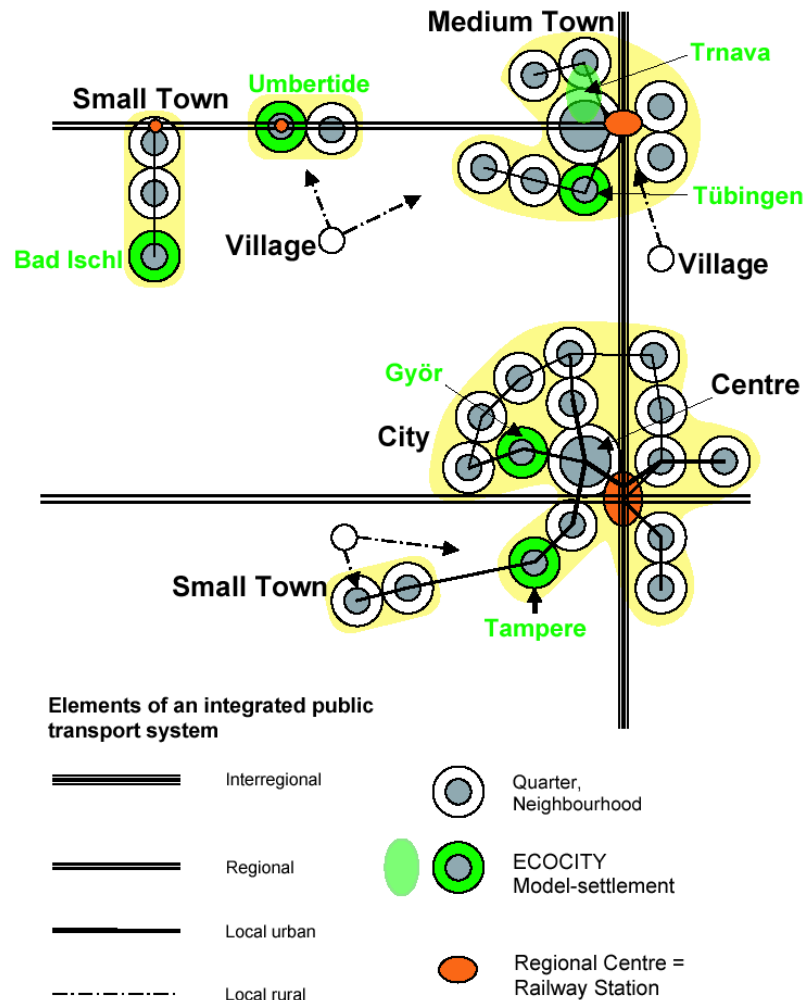 Medium Town
Trnava
Umbertide
Small Town
Tübingen
Bad Ischl
Village
Village
Györ
Centre
City
Small Town
Tampere
Elements of an integrated public
transport system
Interregional
Regional
Local urban
Local rural
Quarter,
Neighbourhood
ECOCITY
Model-settlement
Regional Centre =
Railway Station